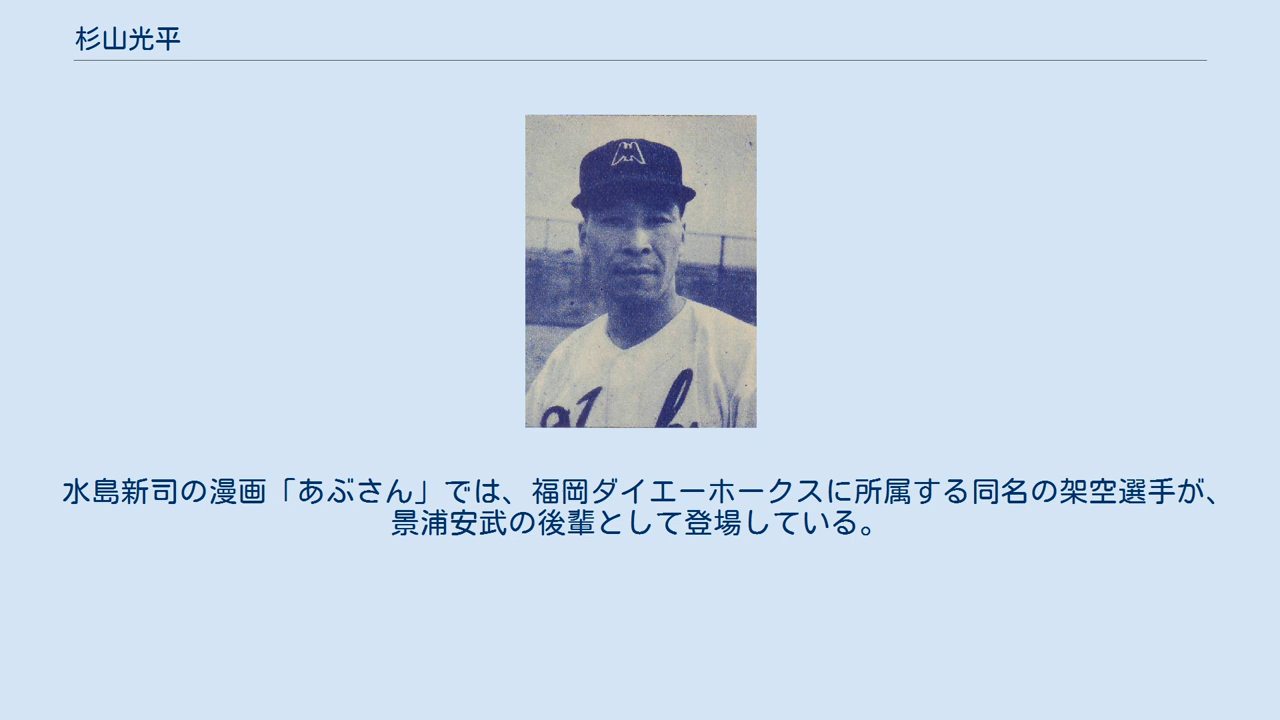 杉山光平
水島新司の漫画「あぶさん」では、福岡ダイエーホークスに所属する同名の架空選手が、
景浦安武の後輩として登場している。